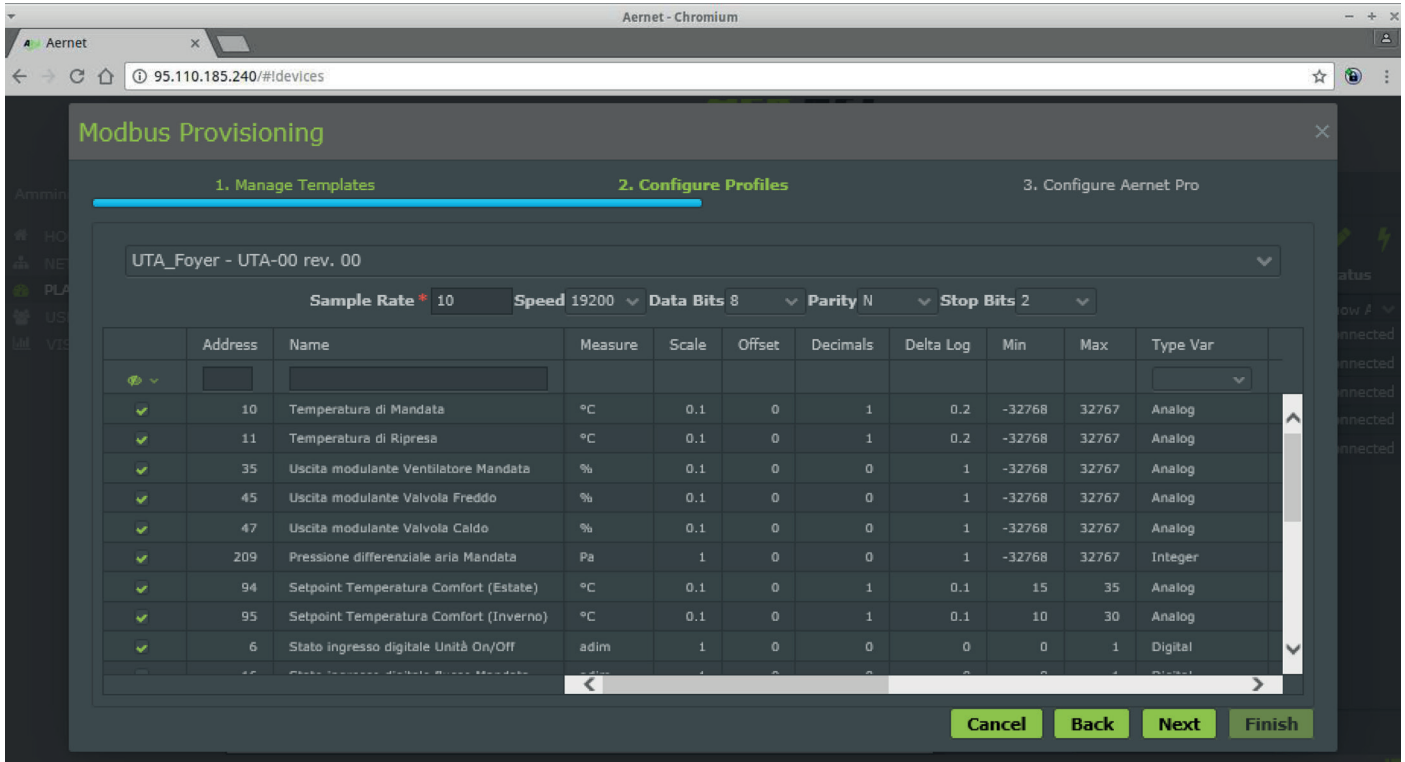 Aernet - Chromium
Aernet
95.110.185.240/#!devices
Modbus Provisioning
1. Manage Templates 2. Configure Profiles 3. Configure Aernet Pro
UTA_Foyer - UTA-00 rev. 00
Sample Rate * 10 Speed 19200 Data Bits 8 Parity N Stop Bits 2
Address Name Measure Scale Offset Decimals Delta Log Min Max Type Var
10 Temperatura di Mandata °C 0.1 0 1 0.2 -32768 32767 Analog
11 Temperatura di Ripresa °C 0.1 0 1 0.2 -32768 32767 Analog
35 Uscita modulante Ventilatore Mandata % 0.1 0 0 1 -32768 32767 Analog
45 Uscita modulante Valvola Freddo % 0.1 0 0 1 -32768 32767 Analog
47 Uscita modulante Valvola Caldo % 0.1 0 0 1 -32768 32767 Analog
209 Pressione differenziale aria Mandata Pa 1 0 0 1 -32768 32767 Integer
94 Setpoint Temperatura Comfort (Estate) °C 0.1 0 1 0.1 15 35 Analog
95 Setpoint Temperatura Comfort (Inverno) °C 0.1 0 1 0.1 10 30 Analog
6 Stato ingresso digitale Unità On/Off adim 1 0 0 0 0 1 Digital
Cancel Back Next Finish